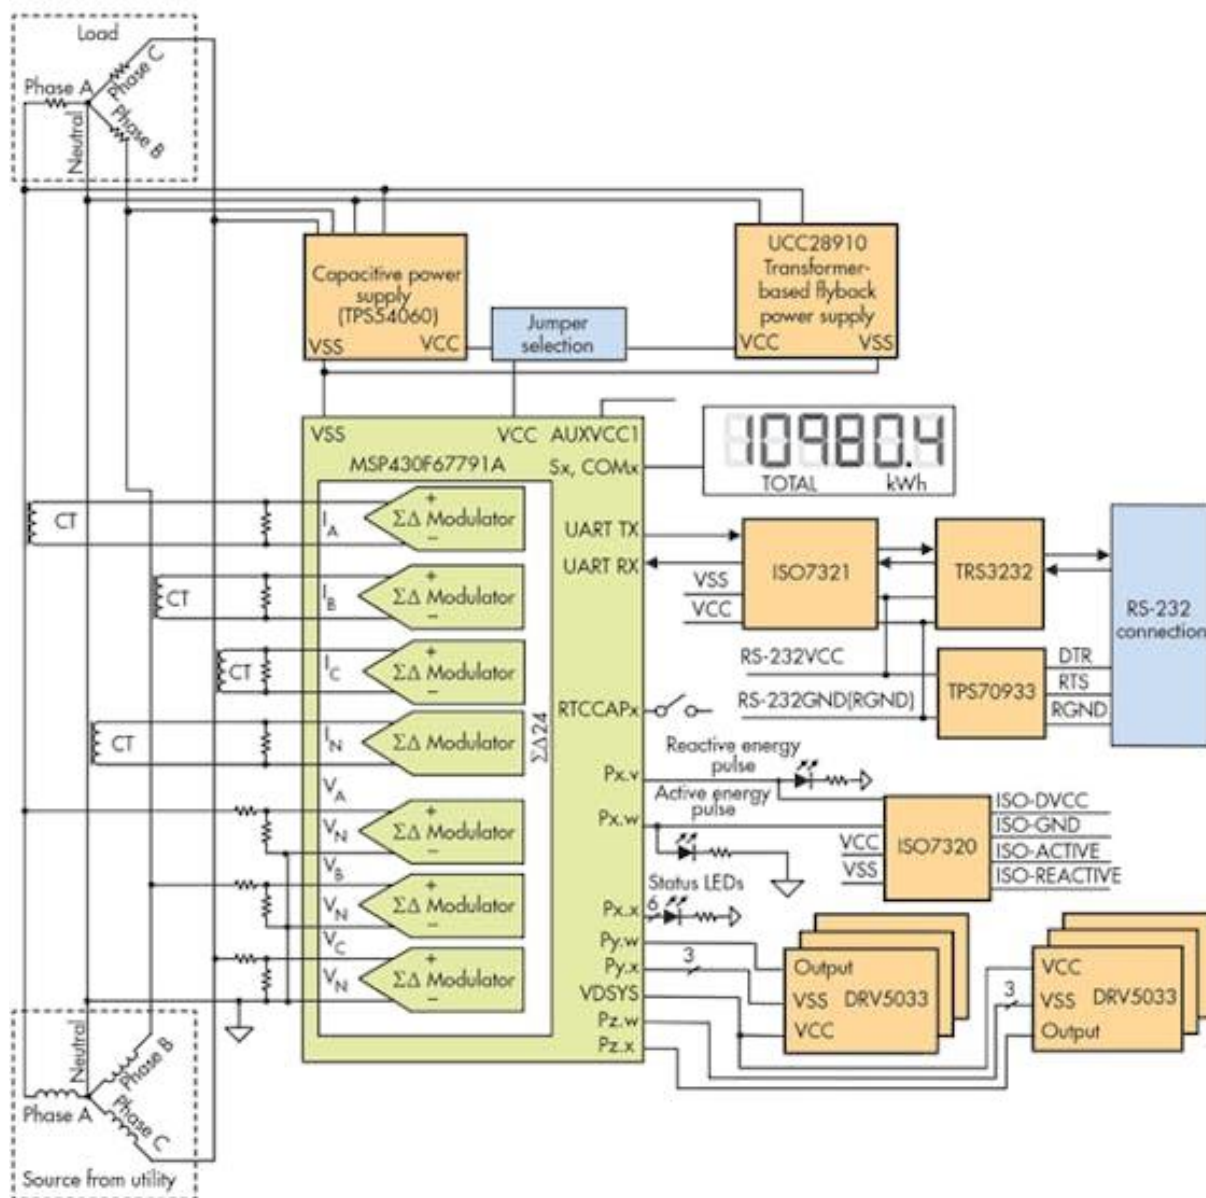 Load
Phase A
Phase C
Phase B
Neutral
Capacitive power
supply
(TPS54060)
VSS
VCC
Jumper
selection
UCC28910
Transformer-
based flyback
power supply
VCC
VSS
VSS
VCC
AUXVCC1
MSP430F67791A
Sx, COMx
10980.4
TOTAL
kWh
CT
IA
+
ΣΔ Modulator
−
UART TX
UART RX
ISO7321
VSS
VCC
TRS3232
RS-232
connection
CT
IB
+
ΣΔ Modulator
−
CT
IC
+
ΣΔ Modulator
−
RS-232VCC
RS-232GND(RGND)
TPS70933
DTR
RTS
RGND
RTCCAPx
CT
IN
+
ΣΔ Modulator
−
ΣΔ24
Reactive energy
pulse
Px.v
Active energy
pulse
Px.w
VA
VN
+
ΣΔ Modulator
−
VCC
VSS
ISO7320
ISO-DVCC
ISO-GND
ISO-ACTIVE
ISO-REACTIVE
VB
VN
+
ΣΔ Modulator
−
Status LEDs
Px.x
6
VC
VN
+
ΣΔ Modulator
−
Py.w
Py.x
3
VDSYS
Pz.w
Pz.x
Output
VSS
VCC
DRV5033
3
VCC
VSS
Output
DRV5033
Neutral
Phase B
Phase A
Phase C
Source from utility